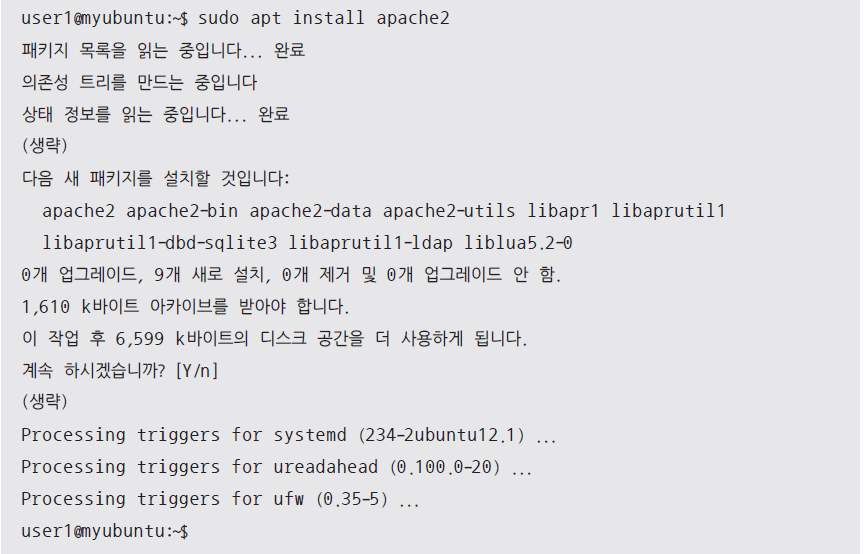 user1@myubuntu:~$ sudo apt install apache2
패키지 목록을 읽는 중입니다... 완료
의존성 트리를 만드는 중입니다
상태 정보를 읽는 중입니다... 완료
(생략)
다음 새 패키지를 설치할 것입니다:
apache2 apache2-bin apache2-data apache2-utils libapr1 libaprutil1
libaprutil1-dbd-sqlite3 libaprutil1-ldap liblua5.2-0
0개 업그레이드, 9개 새로 설치, 0개 제거 및 0개 업그레이드 안 함.
1,610 k바이트 아카이브를 받아야 합니다.
이 작업 후 6,599 k바이트의 디스크 공간을 더 사용하게 됩니다.
계속 하시겠습니까? [Y/n]
(생략)
Processing triggers for systemd (234-2ubuntu12.1) ...
Processing triggers for ureadahead (0.100.0-20) ...
Processing triggers for ufw (0.35-5) ...
user1@myubuntu:~$